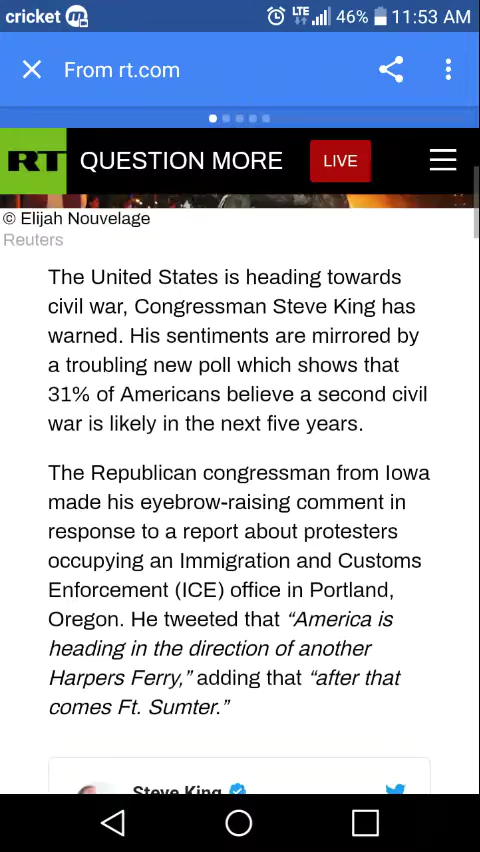 cricket LTE 46% 11:53 AM
From rt.com
RT QUESTION MORE LIVE
© Elijah Nouvelage
Reuters
The United States is heading towards
civil war, Congressman Steve King has
warned. His sentiments are mirrored by
a troubling new poll which shows that
31% of Americans believe a second civil
war is likely in the next five years.
The Republican congressman from Iowa
made his eyebrow-raising comment in
response to a report about protesters
occupying an Immigration and Customs
Enforcement (ICE) office in Portland,
Oregon. He tweeted that “America is
heading in the direction of another
Harpers Ferry,” adding that “after that
comes Ft. Sumter.”
Steve King